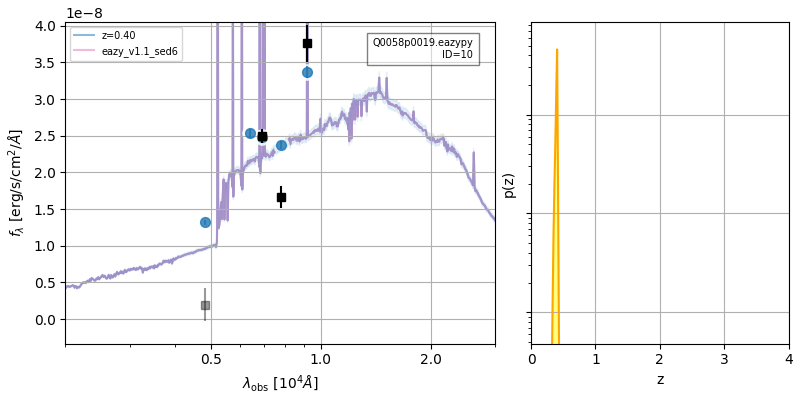 1e−8
z=0.40
eazy_v1.1_sed6
Q0058p0019.eazypy
ID=10
4.0
3.5
3.0
2.5
2.0
1.5
1.0
0.5
0.0
fλ [erg/s/cm²/Å]
0.5 1.0 2.0
λobs [10⁴Å]
p(z)
0 1 2 3 4
z